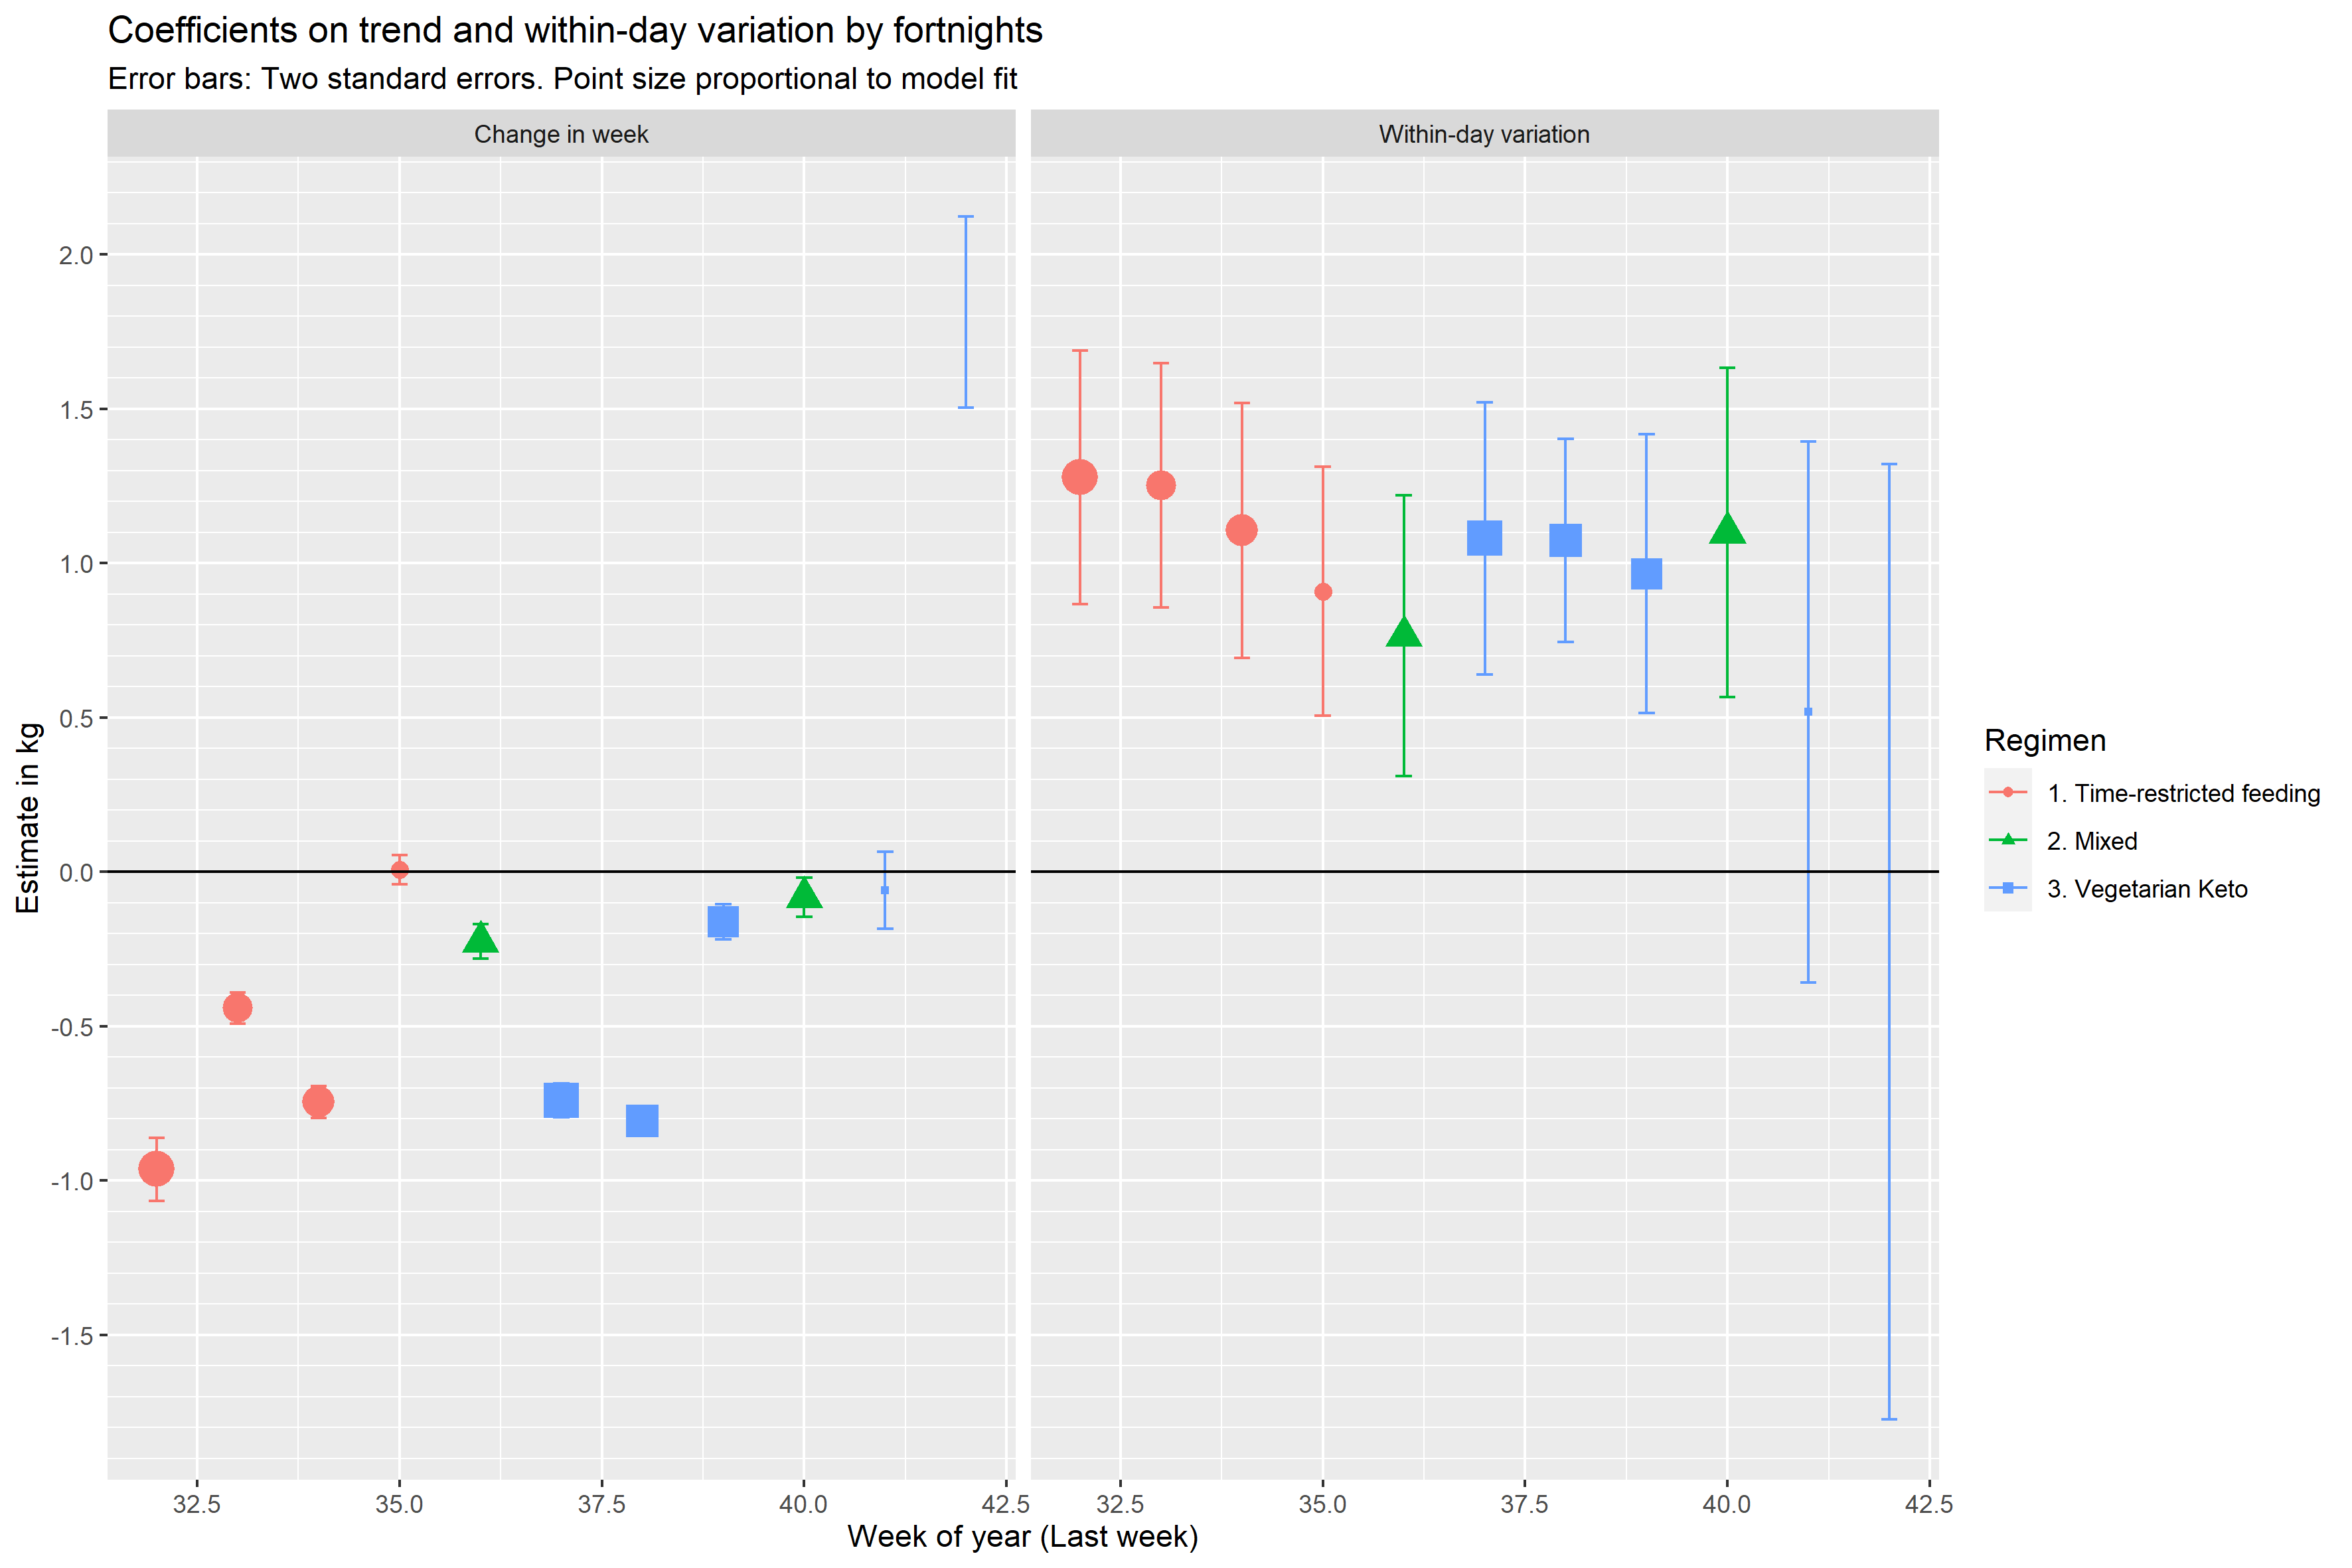 Coefficients on trend and within-day variation by fortnights
Error bars: Two standard errors. Point size proportional to model fit
Change in week
Within-day variation
2.0
1.5
1.0
0.5
0.0
-0.5
-1.0
-1.5
Estimate in kg
32.5 35.0 37.5 40.0 42.5
32.5 35.0 37.5 40.0 42.5
Week of year (Last week)
Regimen
1. Time-restricted feeding
2. Mixed
3. Vegetarian Keto